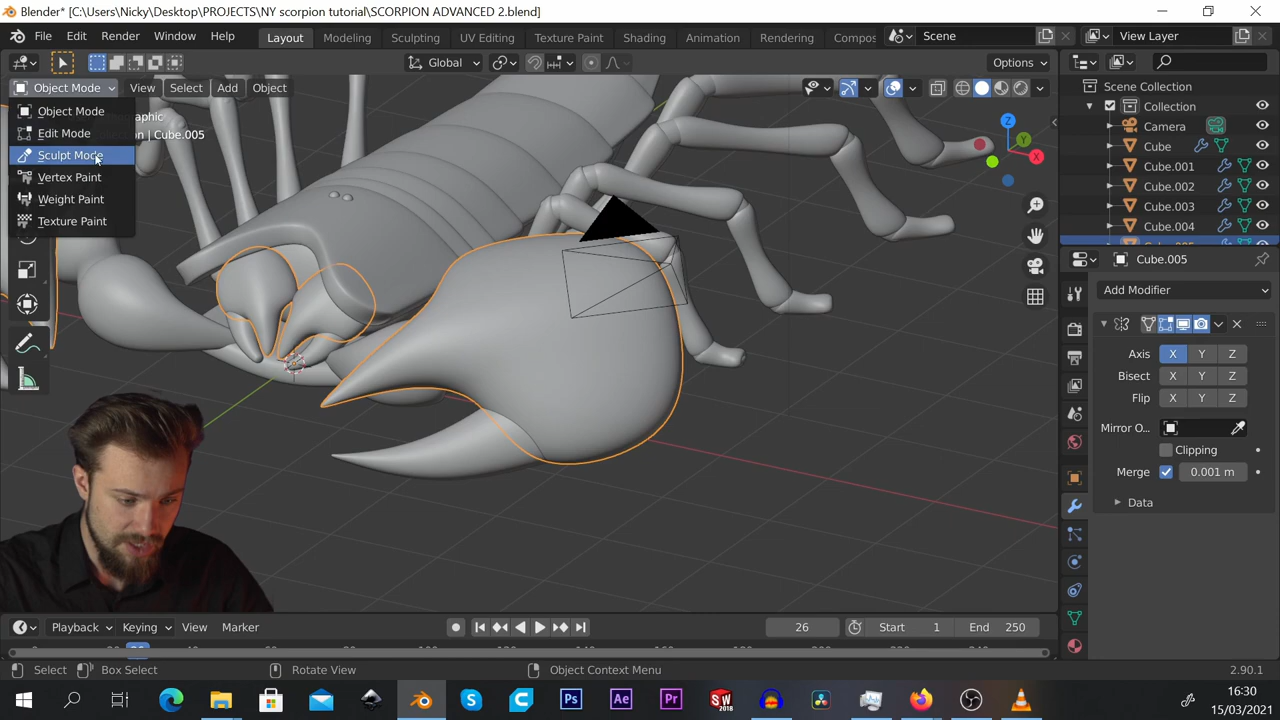 Blender* [C:\Users\Nicky\Desktop\PROJECTS\NY scorpion tutorial\SCORPION ADVANCED 2.blend]
File Edit Render Window Help Layout Modeling Sculpting UV Editing Texture Paint Shading Animation Rendering Compos Scene View Layer
Global Options
Object Mode View Select Add Object
Scene Collection
Object Mode
Collection
Edit Mode
| Cube.005
Camera
Sculpt Mode
Cube
Vertex Paint
Cube.001
Weight Paint
Cube.002
Texture Paint
Cube.003
Cube.004
Z
Y
X
Cube.005
Add Modifier
Axis X Y Z
Bisect X Y Z
Flip X Y Z
Mirror O...
Clipping
Merge 0.001 m
Data
Playback Keying View Marker 26 Start 1 End 250
Select Box Select Rotate View Object Context Menu 2.90.1
Ps Ae Pr SW 2018
16:30
15/03/2021